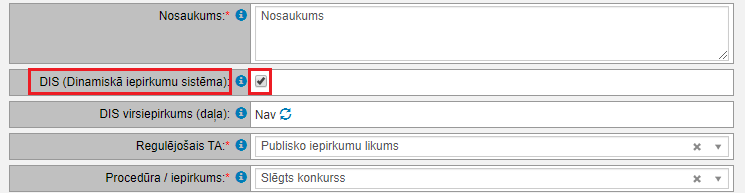 Nosaukums:* Nosaukums
DIS (Dinamiskā iepirkumu sistēma):
DIS virsiepirkums (daļa): Nav
Regulējošais TA:* Publisko iepirkumu likums
Procedūra / iepirkums:* Slēgts konkurss